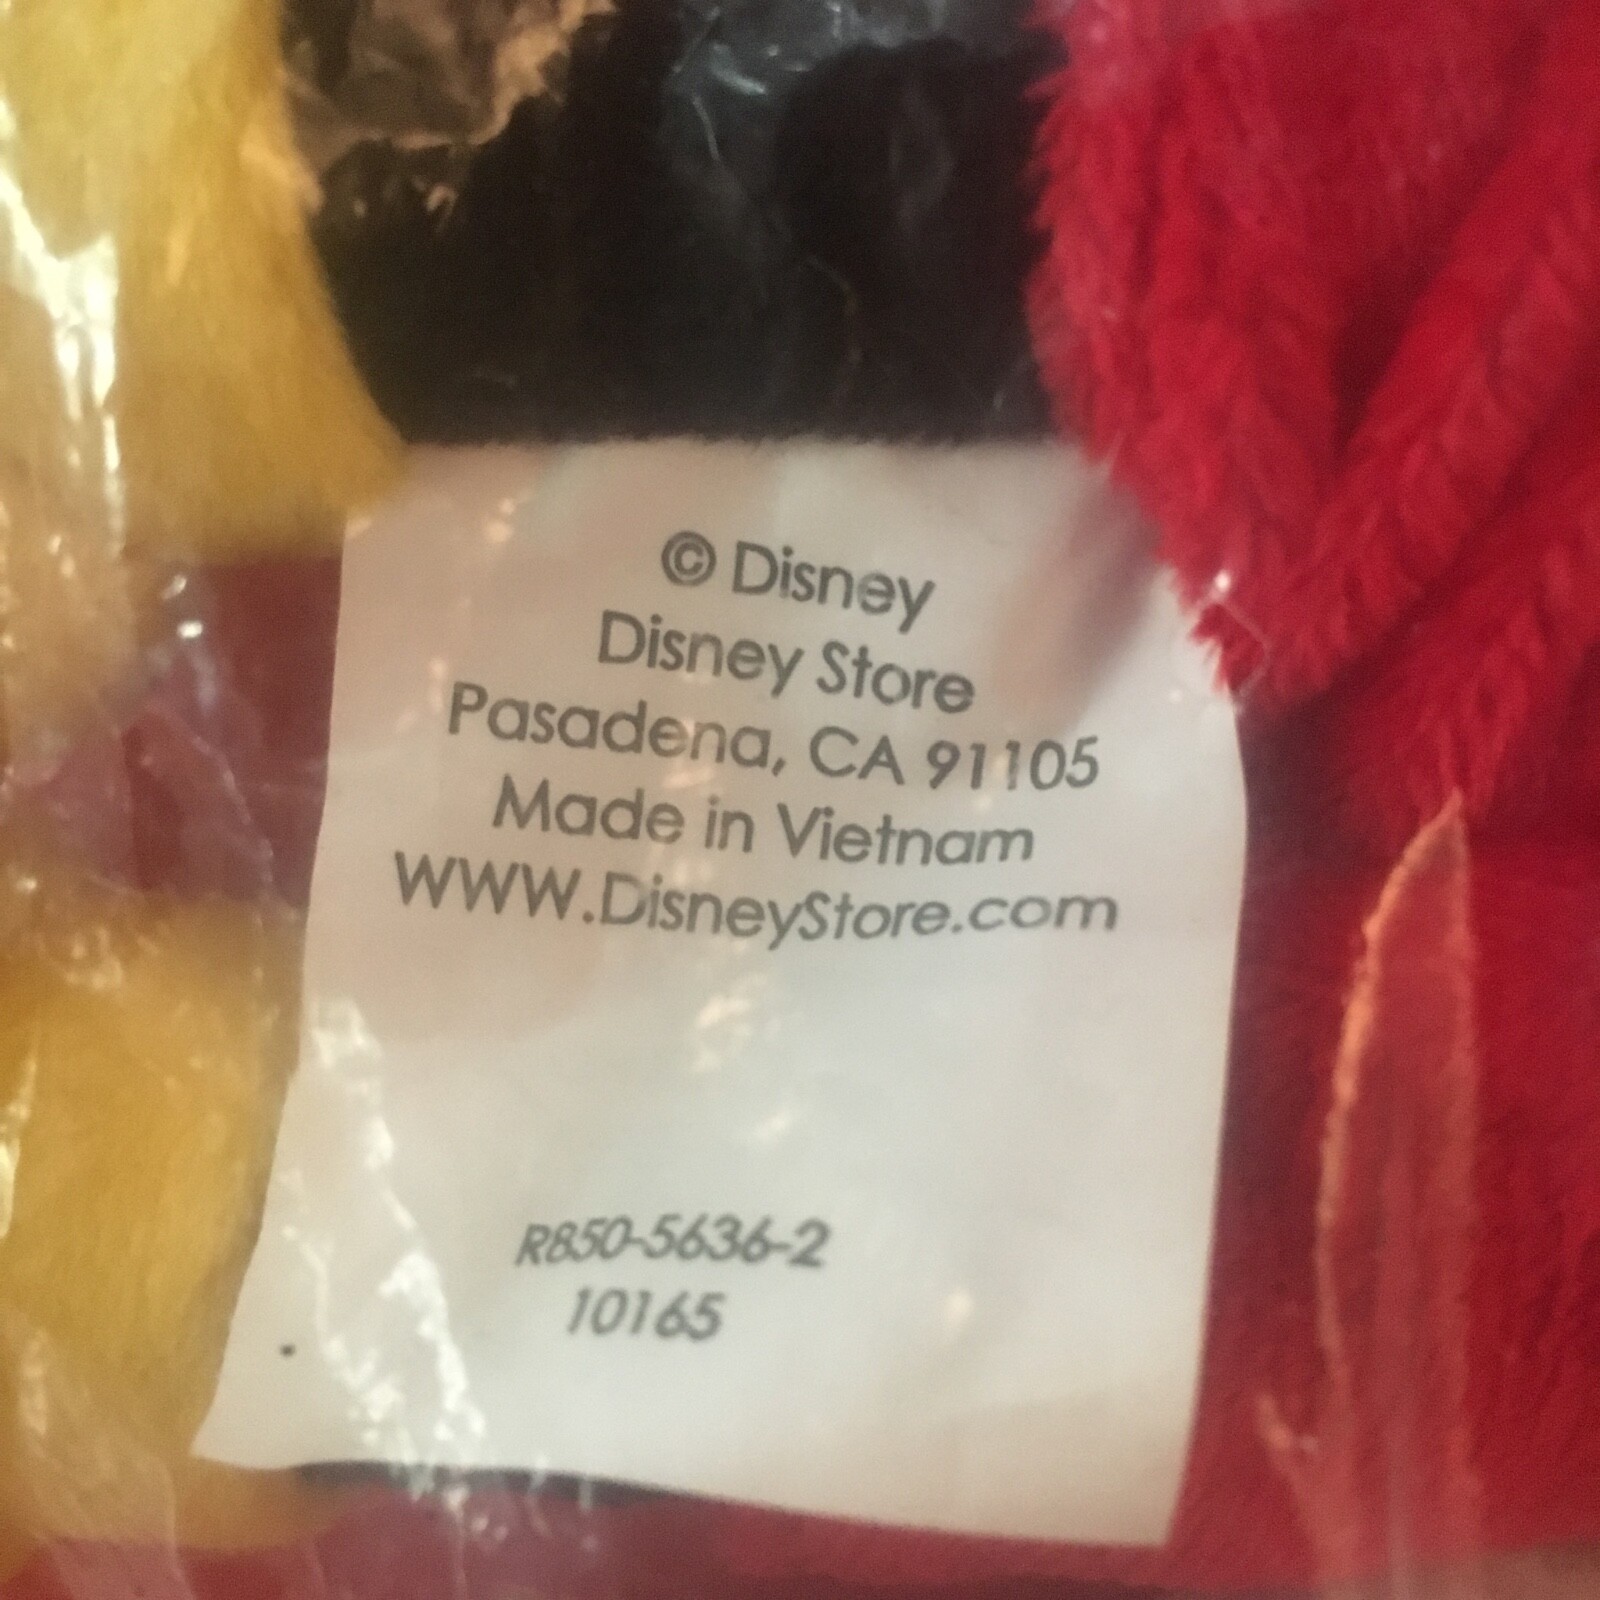 © Disney
Disney Store
Pasadena, CA 91105
Made in Vietnam
WWW.DisneyStore.com
R850-5636-2
10165